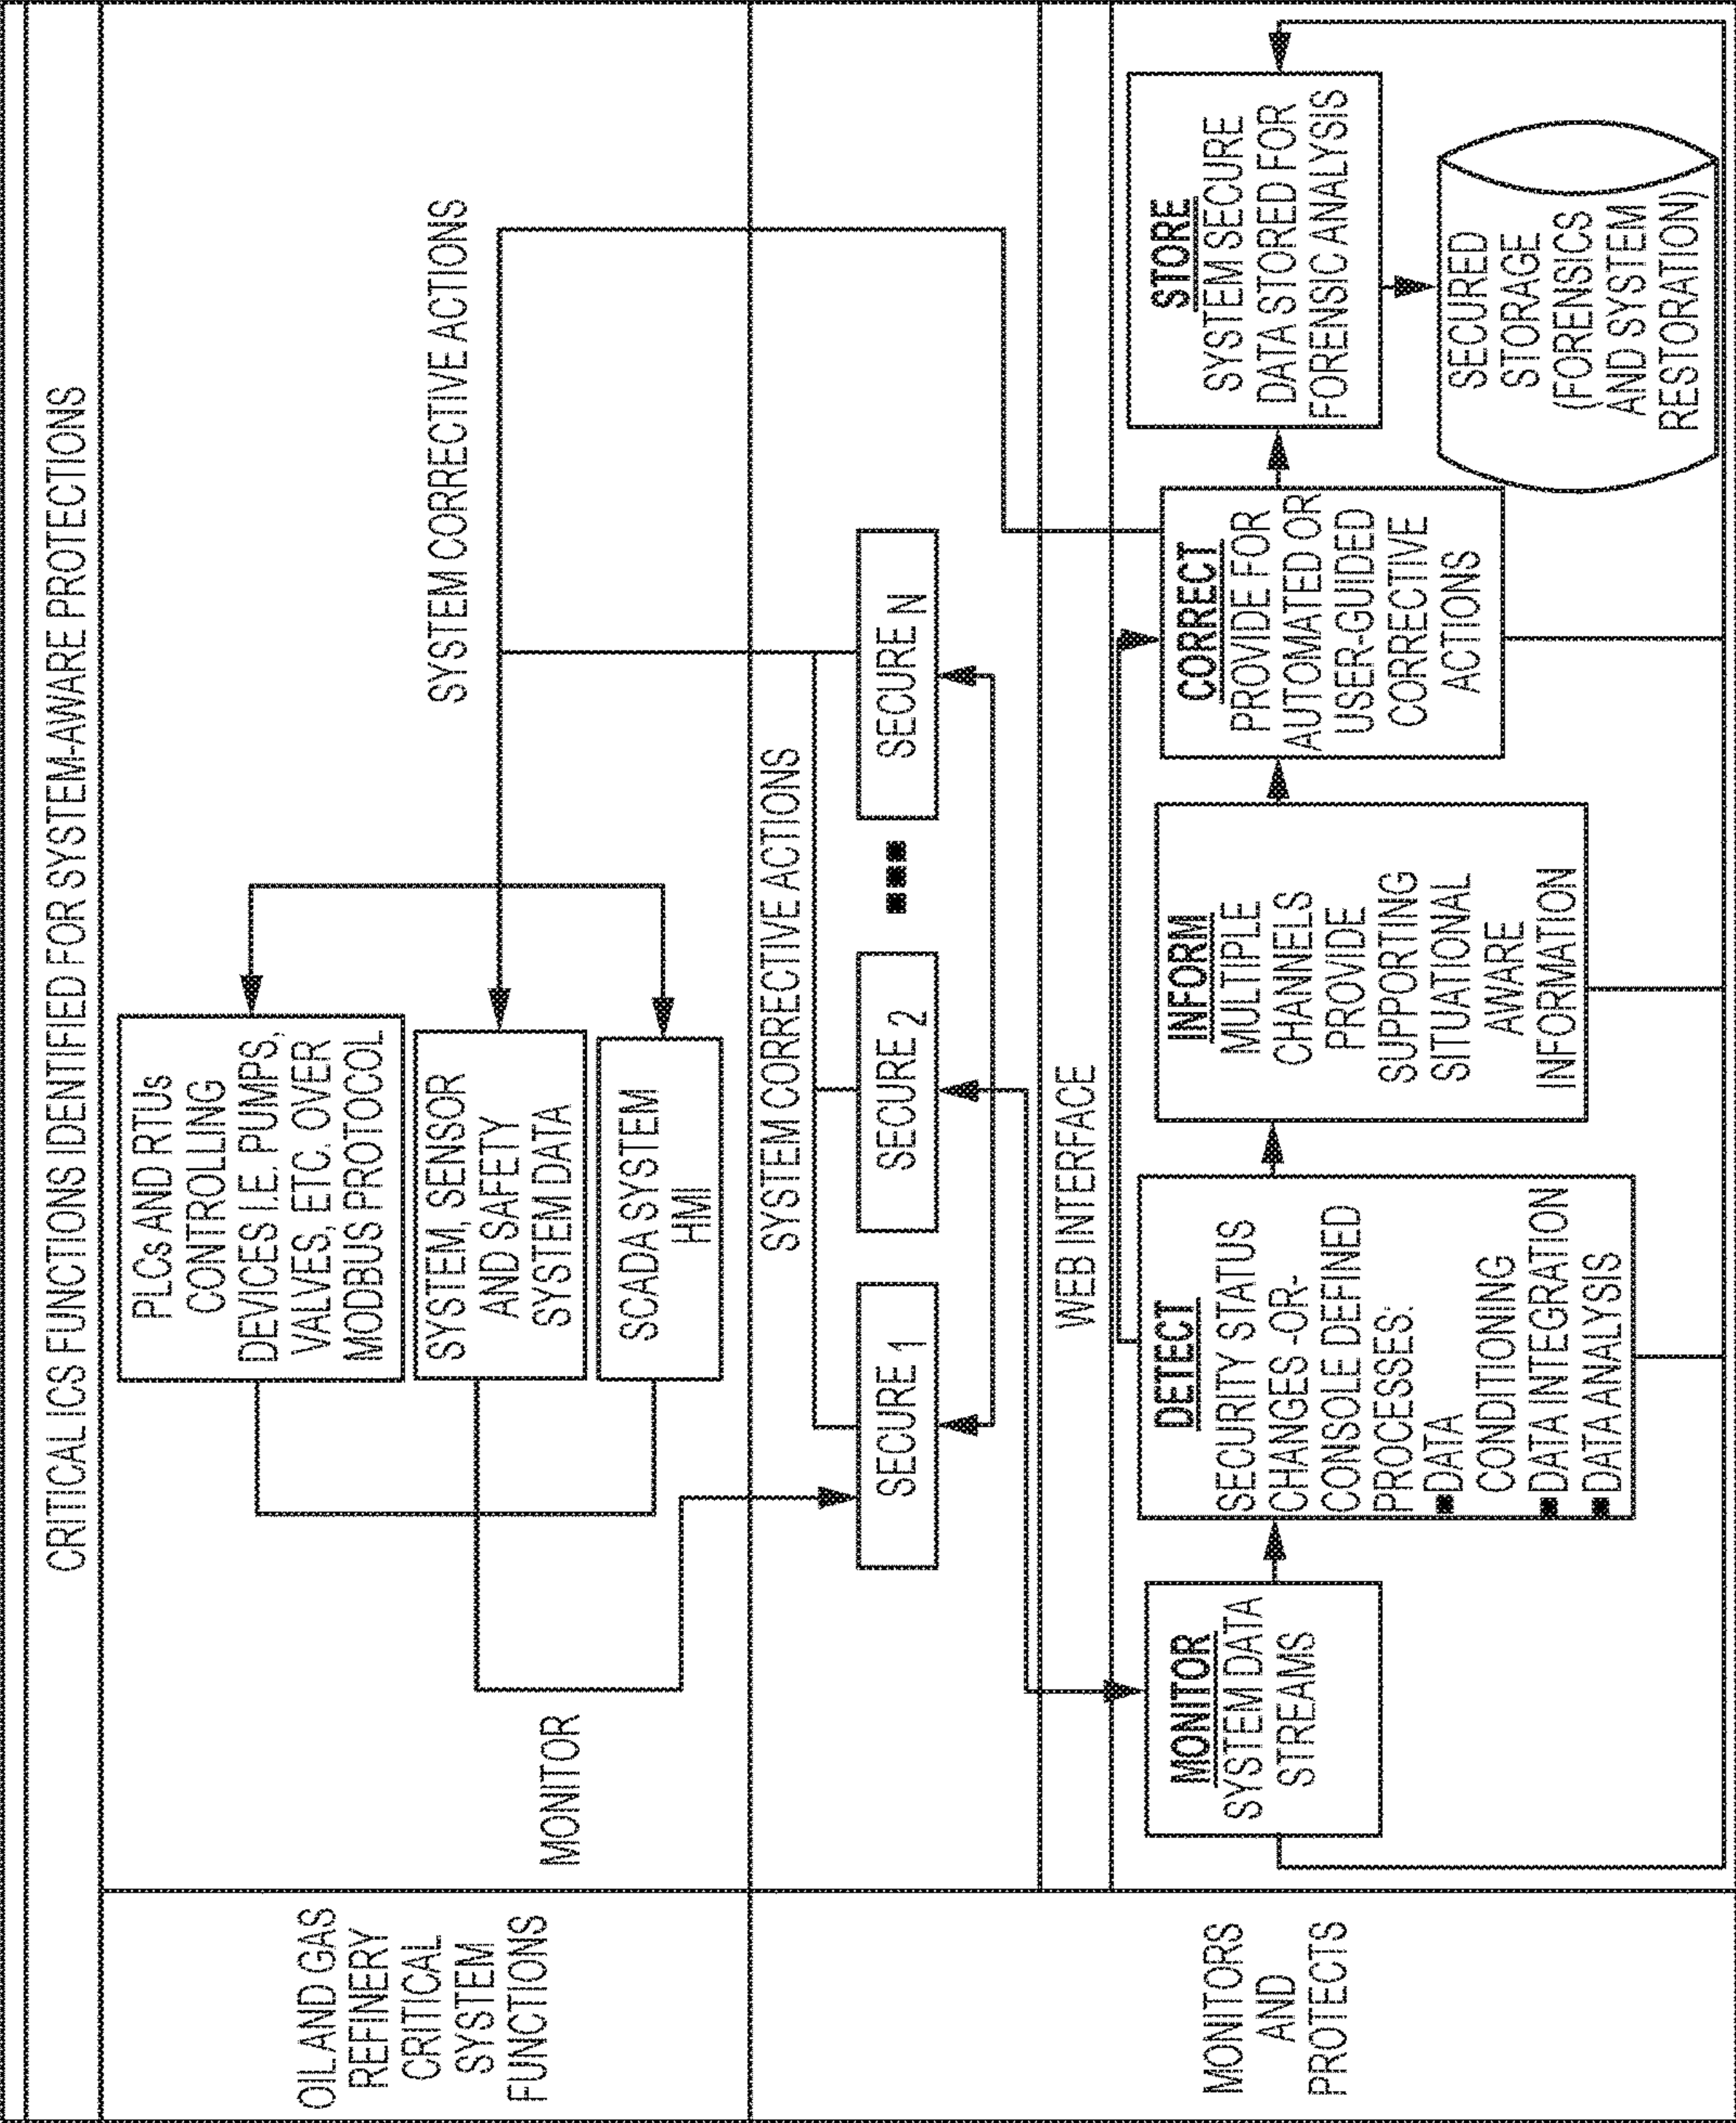 CRITICAL ICS FUNCTIONS IDENTIFIED FOR SYSTEM-AWARE PROTECTIONS
OIL AND GAS
REFINERY
CRITICAL
SYSTEM
FUNCTIONS
MONITOR
PLCs AND RTUs
CONTROLLING
DEVICES I.E. PUMPS,
VALVES, ETC. OVER
MODBUS PROTOCOL
SYSTEM, SENSOR
AND SAFETY
SYSTEM DATA
SCADA SYSTEM
HMI
SYSTEM CORRECTIVE ACTIONS
MONITORS
AND
PROTECTS
SYSTEM CORRECTIVE ACTIONS
SECURE 1
SECURE 2
SECURE N
WEB INTERFACE
MONITOR
SYSTEM DATA
STREAMS
DETECT
SECURITY STATUS
CHANGES -OR-
CONSOLE DEFINED
PROCESSES:
■ DATA
CONDITIONING
■ DATA INTEGRATION
■ DATA ANALYSIS
INFORM
MULTIPLE
CHANNELS
PROVIDE
SUPPORTING
SITUATIONAL
AWARE
INFORMATION
CORRECT
PROVIDE FOR
AUTOMATED OR
USER-GUIDED
CORRECTIVE
ACTIONS
STORE
SYSTEM SECURE
DATA STORED FOR
FORENSIC ANALYSIS
SECURED
STORAGE
(FORENSICS
AND SYSTEM
RESTORATION)